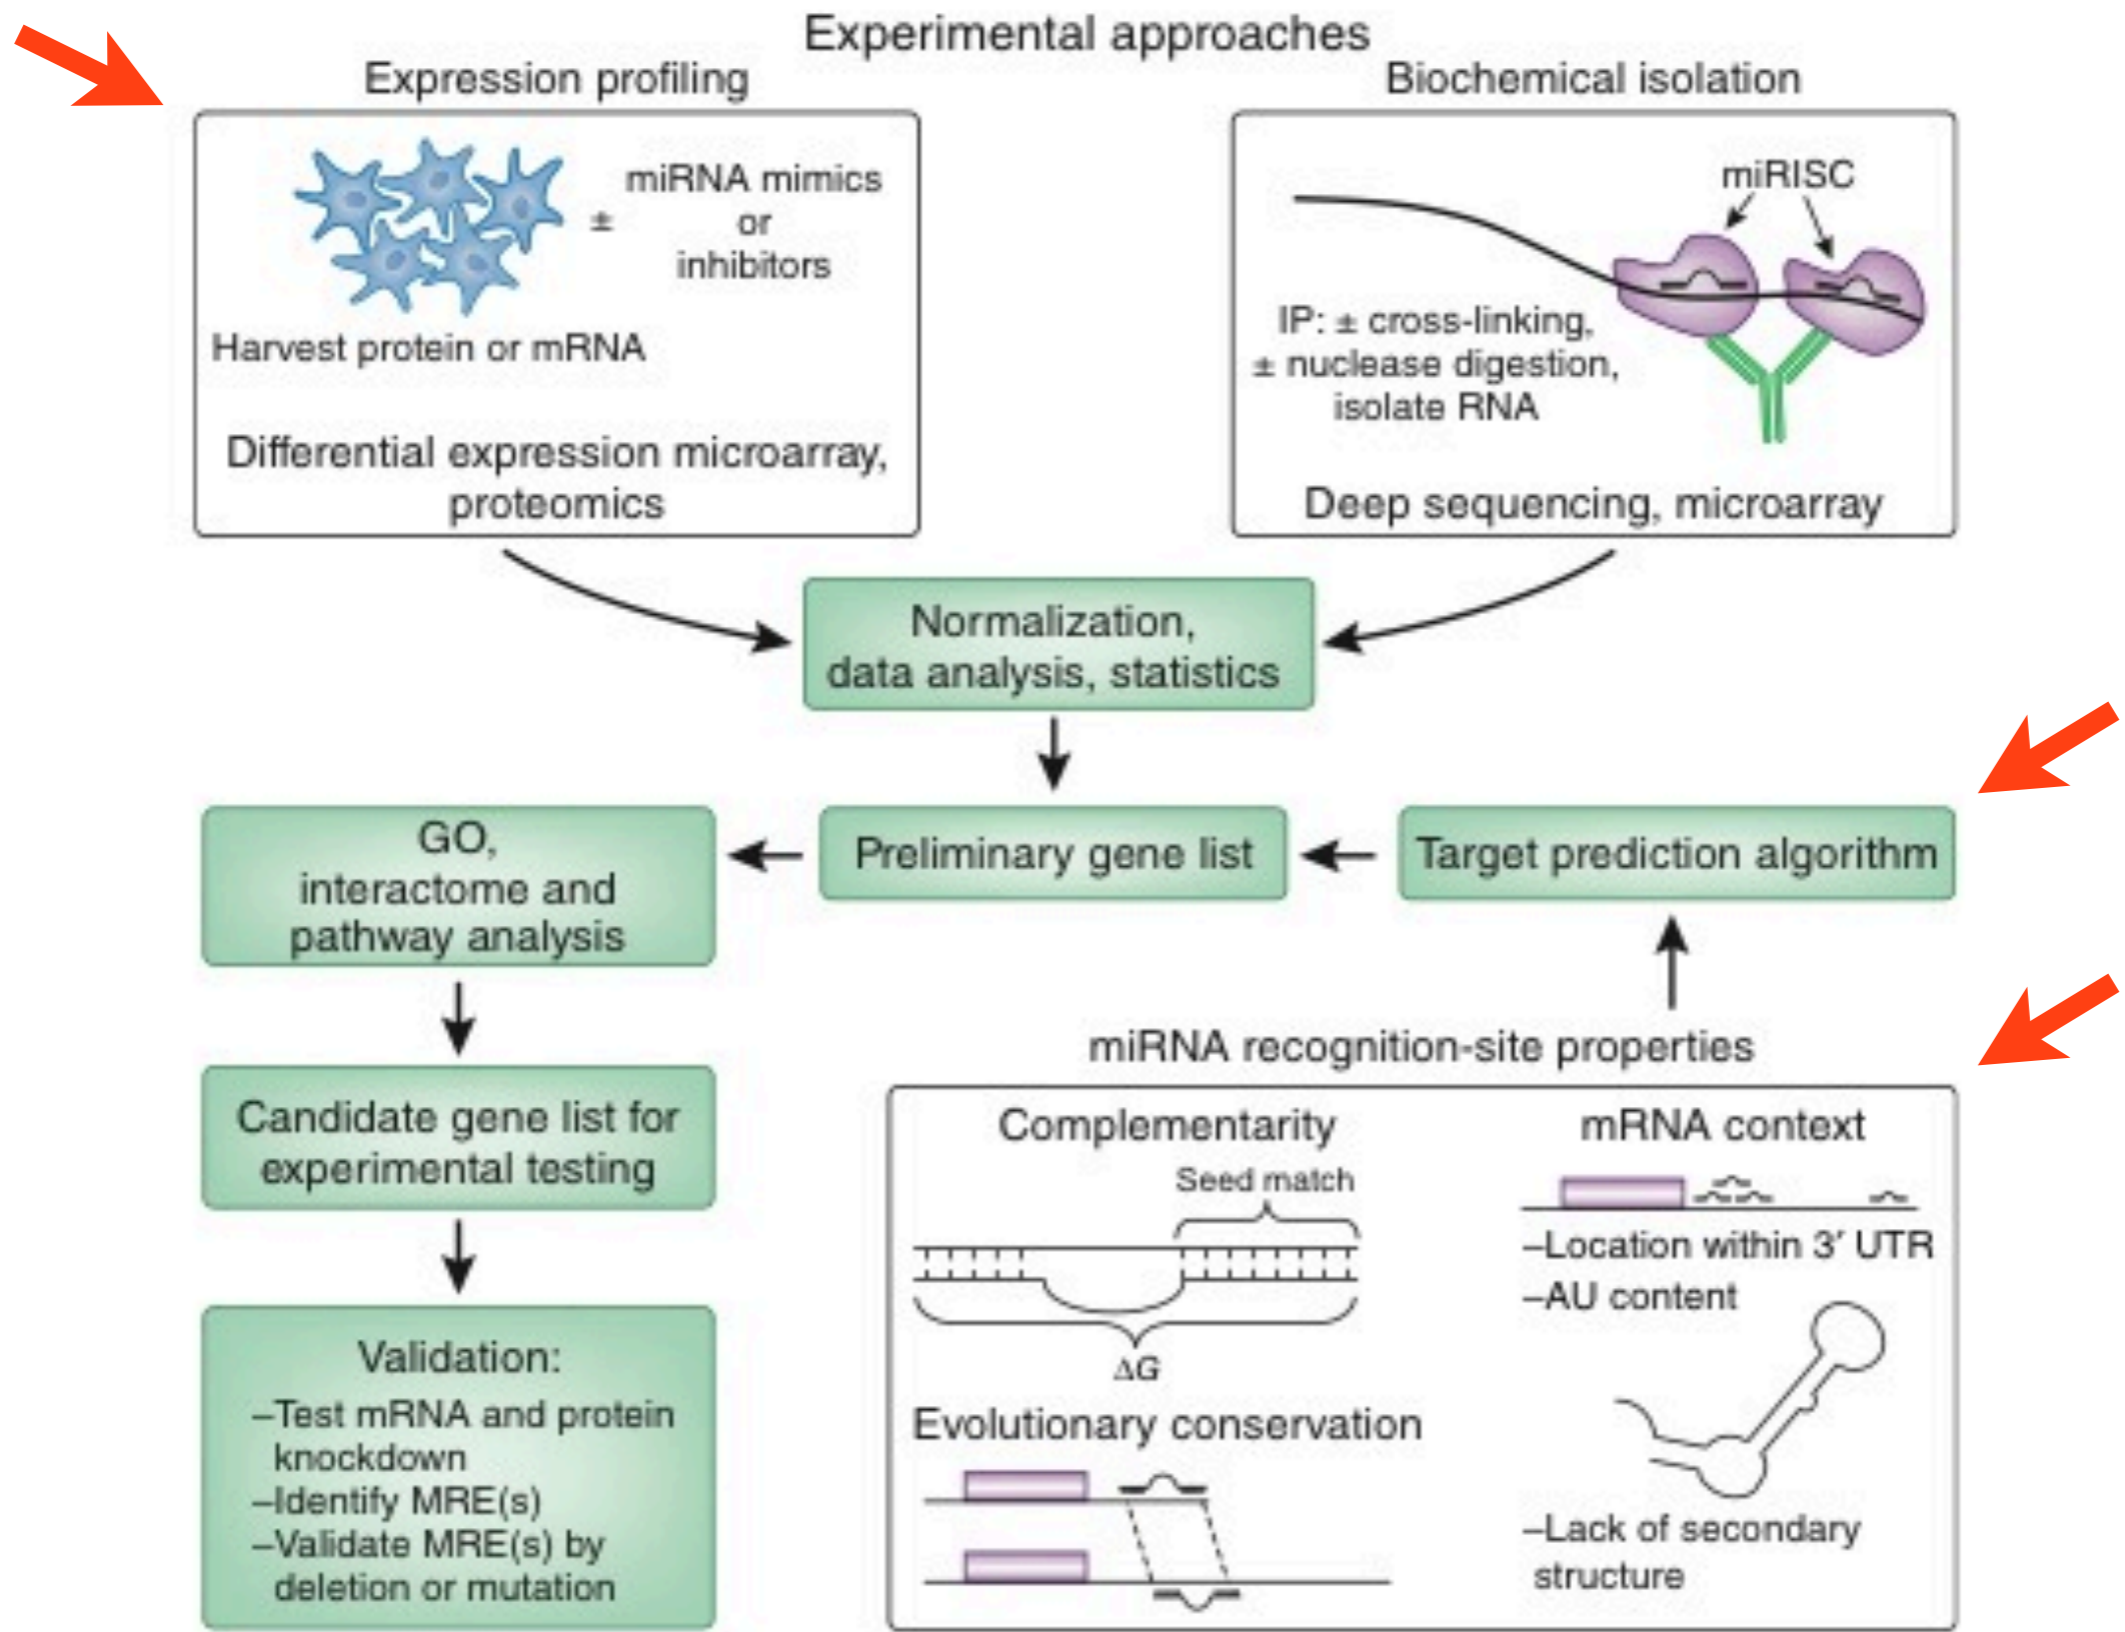 Experimental approaches
Expression profiling
miRNA mimics
±
or
inhibitors
Harvest protein or mRNA
Differential expression microarray,
proteomics
Biochemical isolation
miRISC
IP: ± cross-linking,
± nuclease digestion,
isolate RNA
Deep sequencing, microarray
Normalization,
data analysis, statistics
GO,
interactome and
pathway analysis
Preliminary gene list
Target prediction algorithm
Candidate gene list for
experimental testing
Validation:
–Test mRNA and protein
knockdown
–Identify MRE(s)
–Validate MRE(s) by
deletion or mutation
miRNA recognition-site properties
Complementarity
Seed match
ΔG
Evolutionary conservation
mRNA context
–Location within 3′ UTR
–AU content
–Lack of secondary
structure